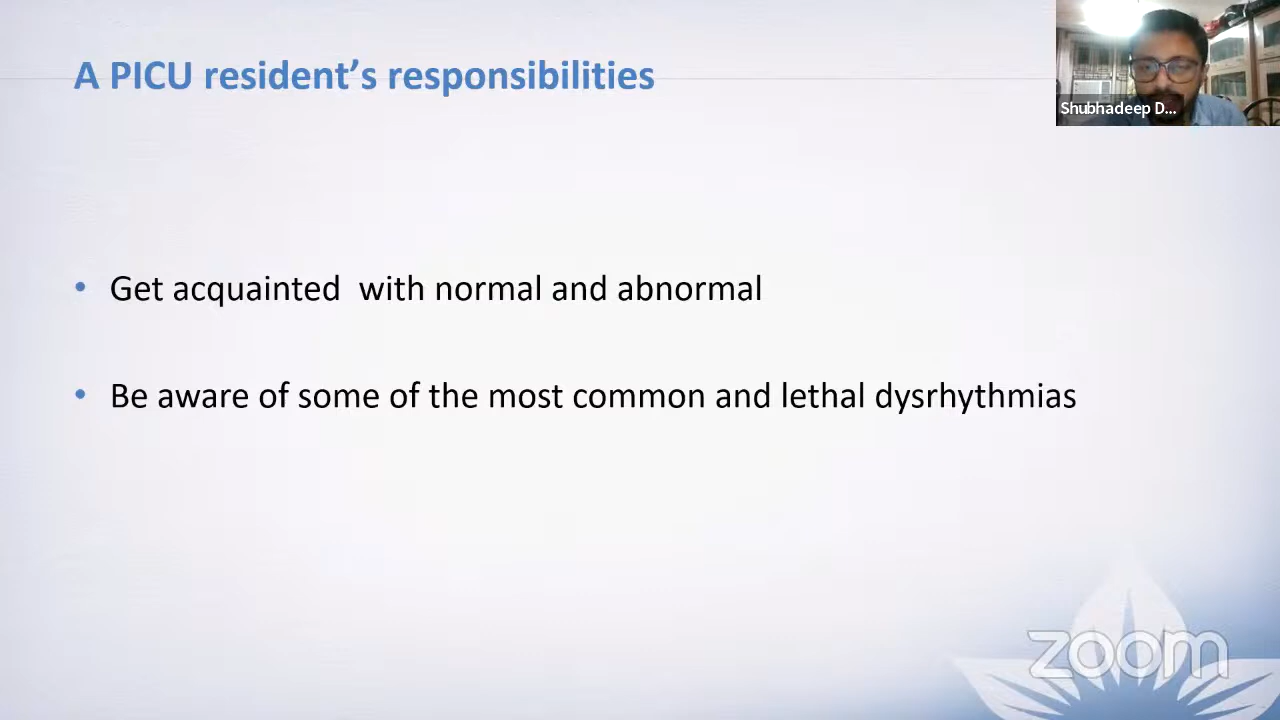 A PICU resident’s responsibilities
Shubhadeep D...
• Get acquainted  with normal and abnormal
• Be aware of some of the most common and lethal dysrhythmias
zoom